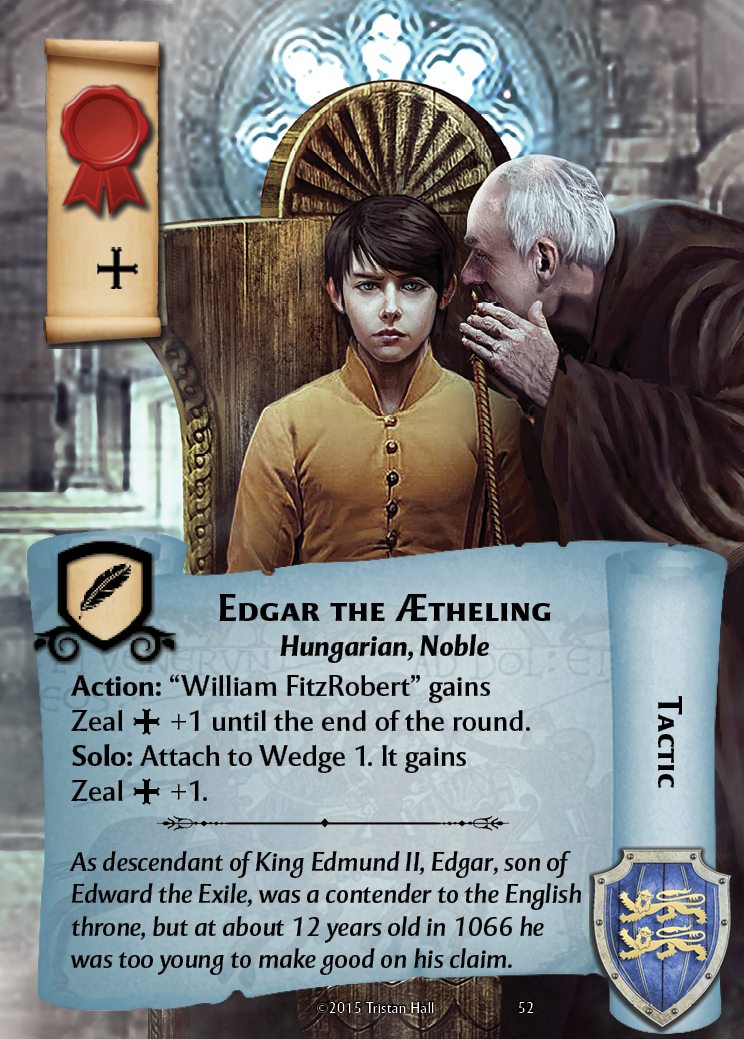 EDGAR THE ÆTHELING
Hungarian, Noble
Action: “William FitzRobert” gains
Zeal +1 until the end of the round.
Solo: Attach to Wedge 1. It gains
Zeal +1.
TACTIC
As descendant of King Edmund II, Edgar, son of
Edward the Exile, was a contender to the English
throne, but at about 12 years old in 1066 he
was too young to make good on his claim.
©2015 Tristan Hall 52